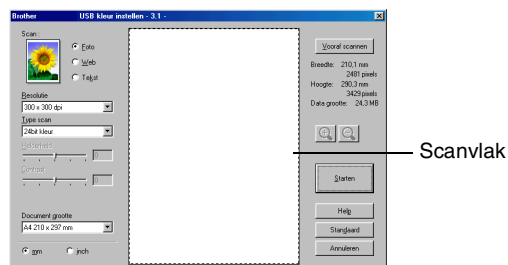 Brother USB kleur instellen - 3.1 -
Scan:
Foto
Web
Tekst
Resolutie
300 x 300 dpi
Type scan
24bit kleur
Helderheid
0
Contrast
0
Document grootte
A4 210 x 297 mm
mm
inch
Vooraf scannen
Breedte: 210,1 mm
2481 pixels
Hoogte: 290,3 mm
3429 pixels
Data grootte: 24,3 MB
Starten
Help
Standaard
Annuleren
Scanvlak